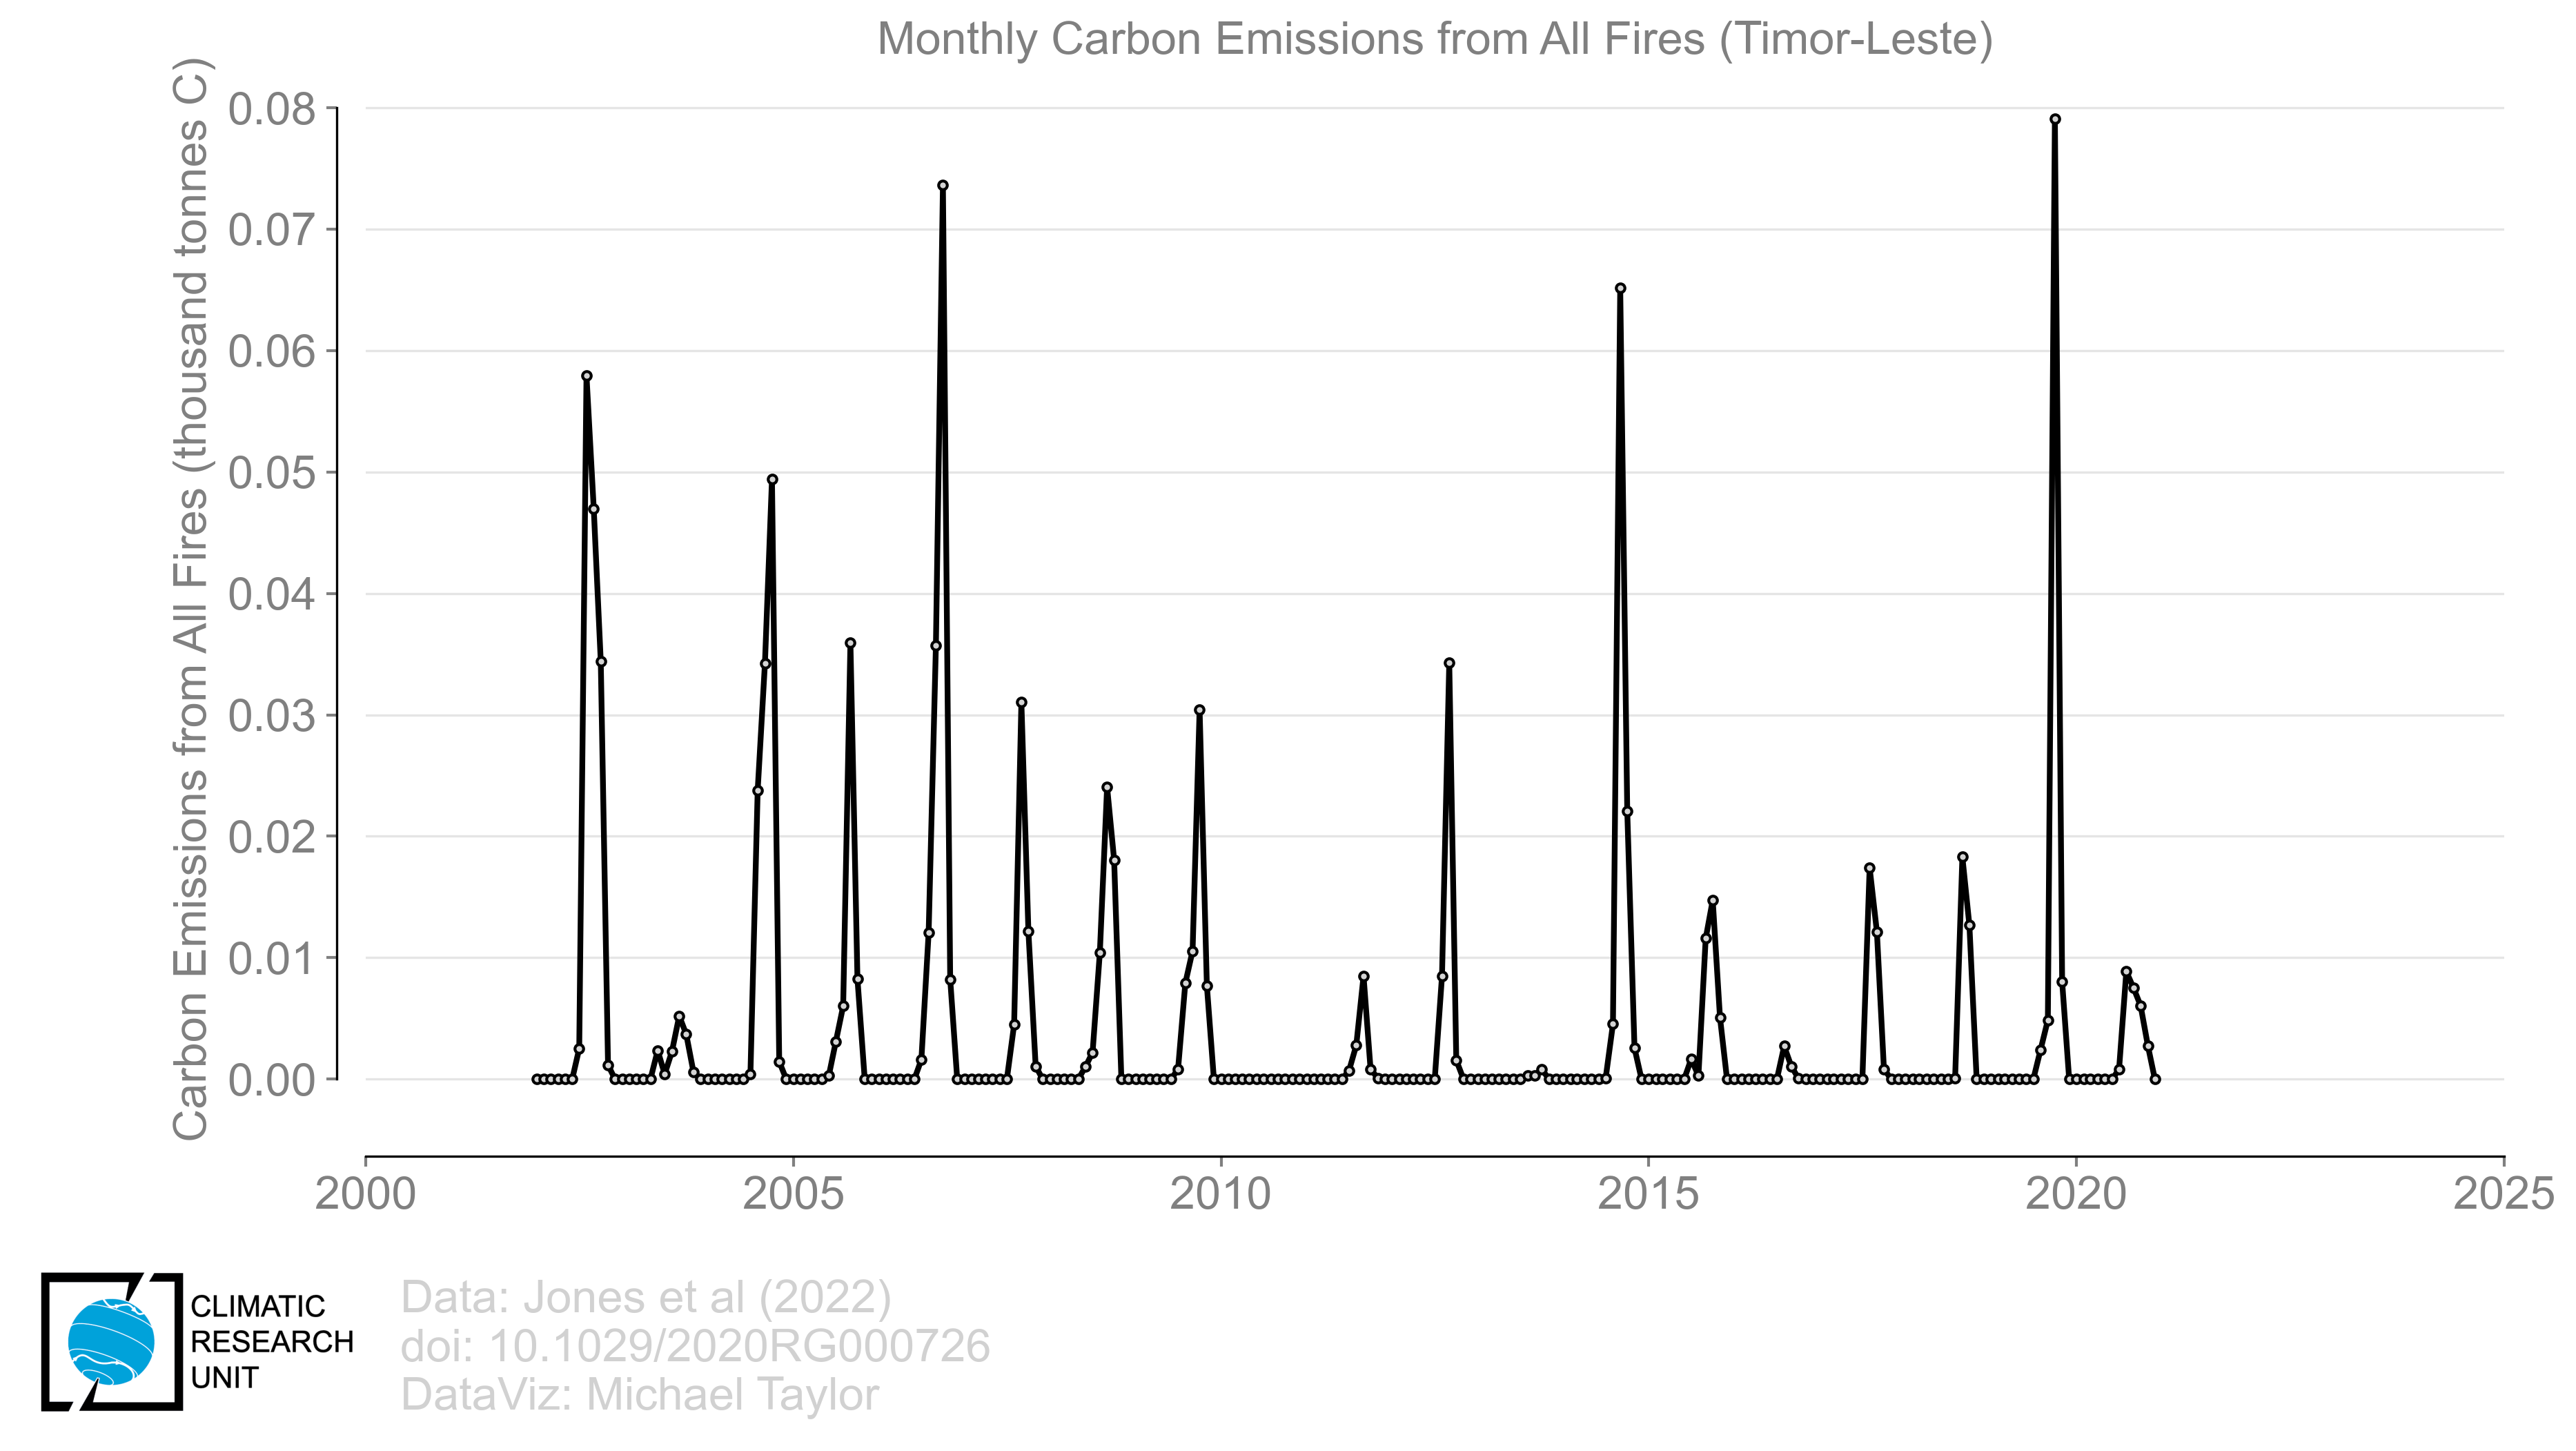 Monthly Carbon Emissions from All Fires (Timor-Leste)
Carbon Emissions from All Fires (thousand tonnes C)
0.08
0.07
0.06
0.05
0.04
0.03
0.02
0.01
0.00
2000 2005 2010 2015 2020 2025
CLIMATIC
RESEARCH
UNIT
Data: Jones et al (2022)
doi: 10.1029/2020RG000726
DataViz: Michael Taylor